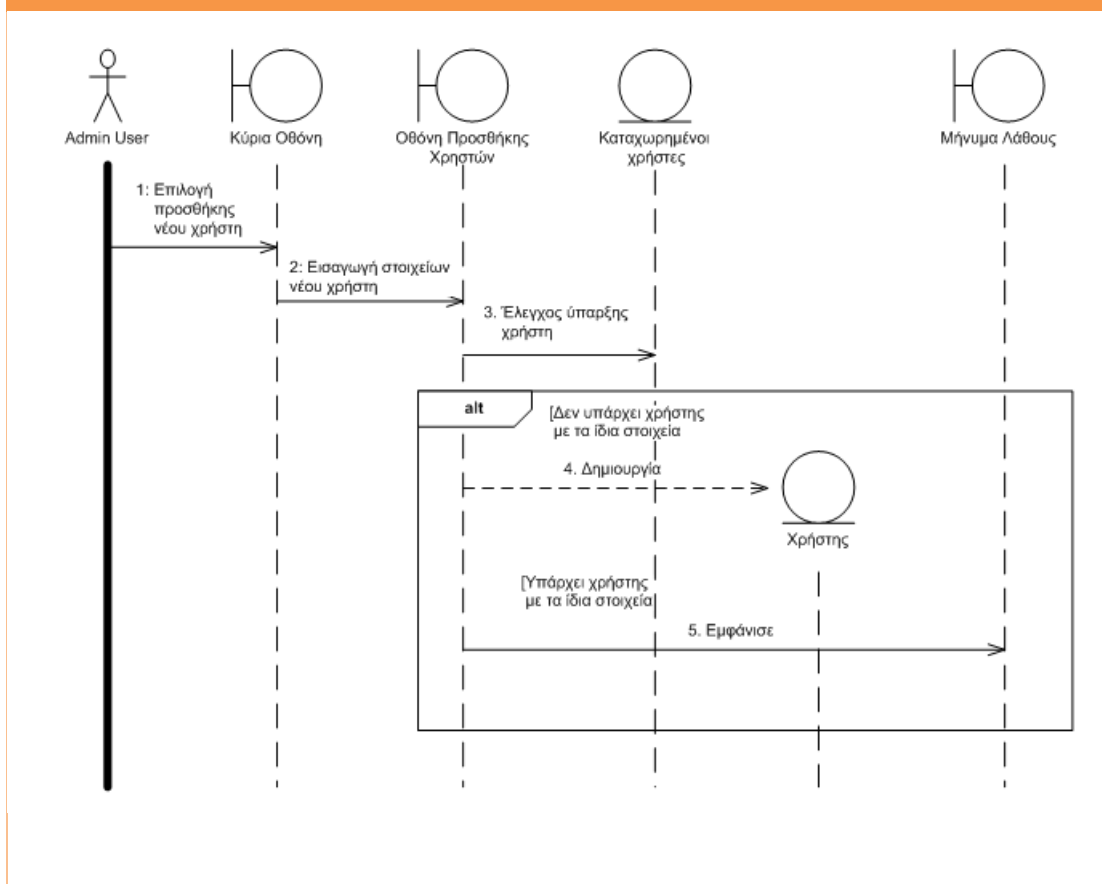 Admin User
Κύρια Οθόνη
Οθόνη Προσθήκης
Χρηστών
Καταχωρημένοι
χρήστες
Μήνυμα Λάθους
1: Επιλογή
προσθήκης
νέου χρήστη
2: Εισαγωγή στοιχείων
νέου χρήστη
3. Έλεγχος ύπαρξης
χρήστη
alt
[Δεν υπάρχει χρήστης
με τα ίδια στοιχεία
4. Δημιουργία
Χρήστης
[Υπάρχει χρήστης
με τα ίδια στοιχεία]
5. Εμφάνισε